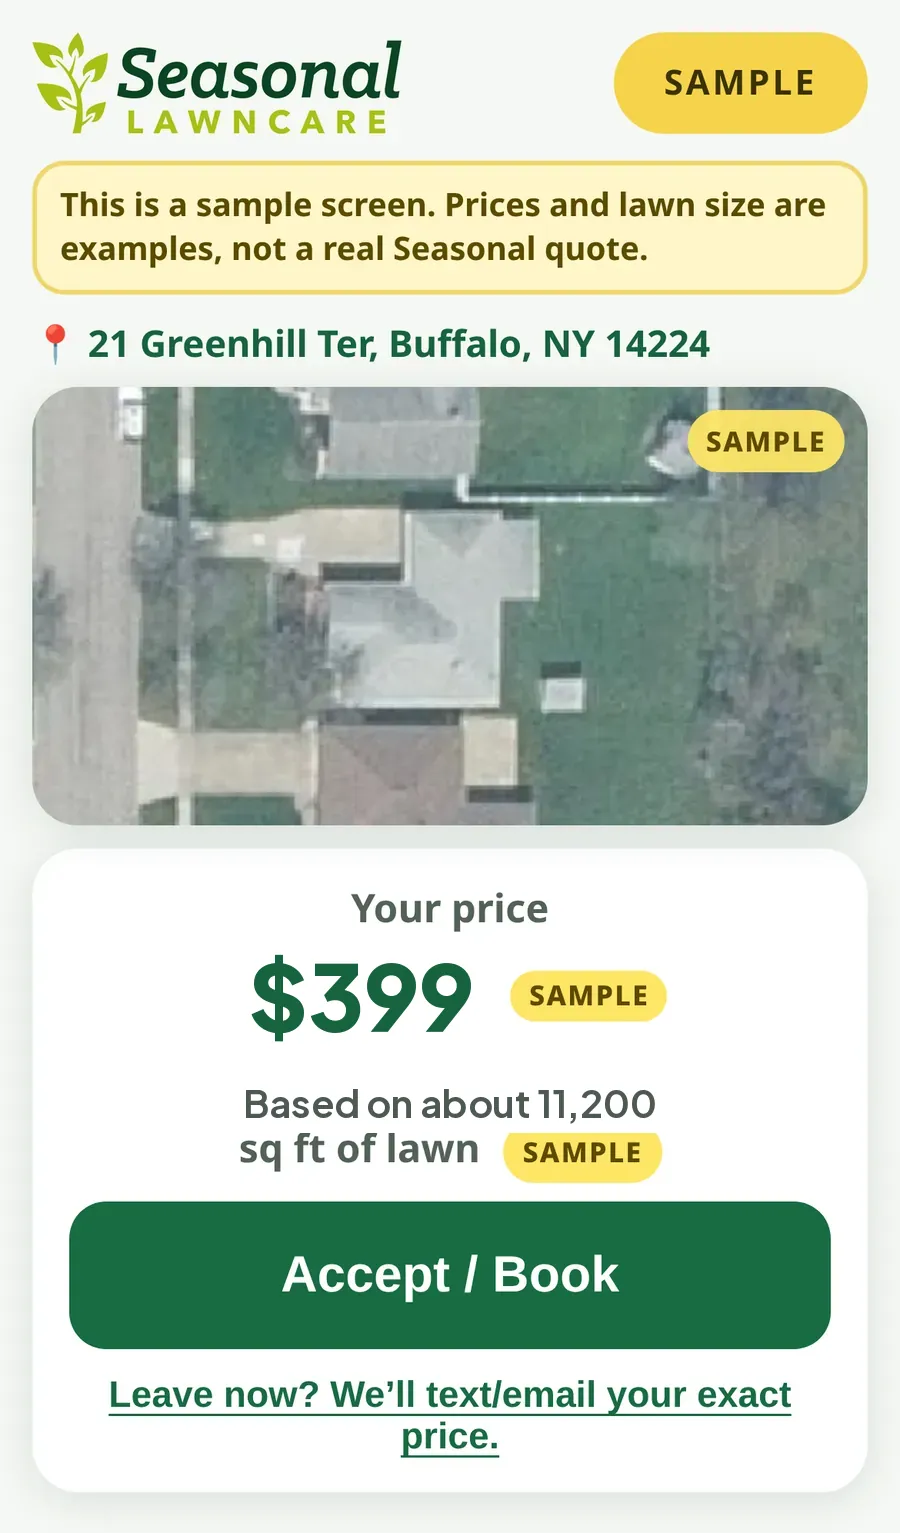 Seasonal
LAWNCARE
SAMPLE
This is a sample screen. Prices and lawn size are
examples, not a real Seasonal quote.
📍 21 Greenhill Ter, Buffalo, NY 14224
SAMPLE
Your price
$399 SAMPLE
Based on about 11,200
sq ft of lawn SAMPLE
Accept / Book
Leave now? We’ll text/email your exact
price.